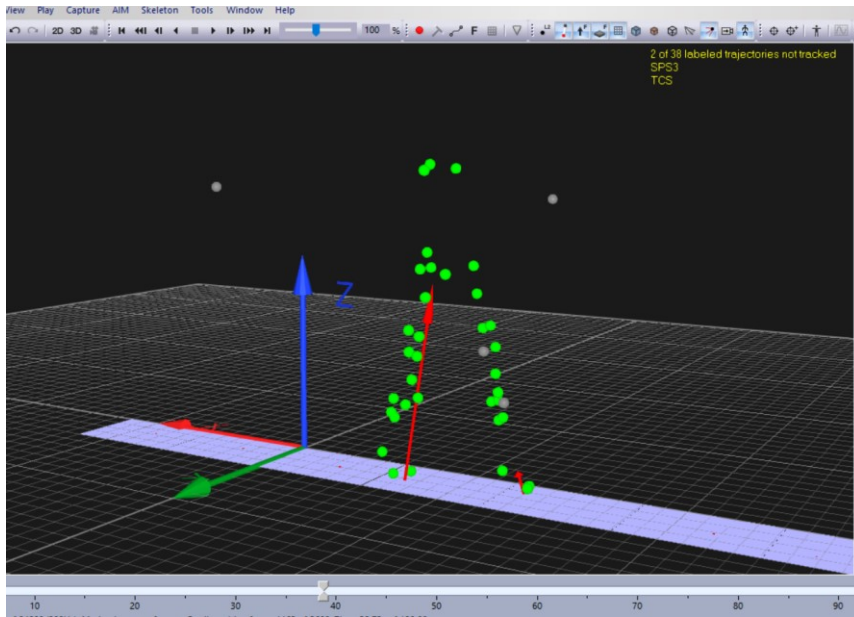 View Play Capture AIM Skeleton Tools Window Help
2D 3D 100 % F
2 of 38 labeled trajectories not tracked
SPS3
TCS
Z
10 20 30 40 50 60 70 80 90